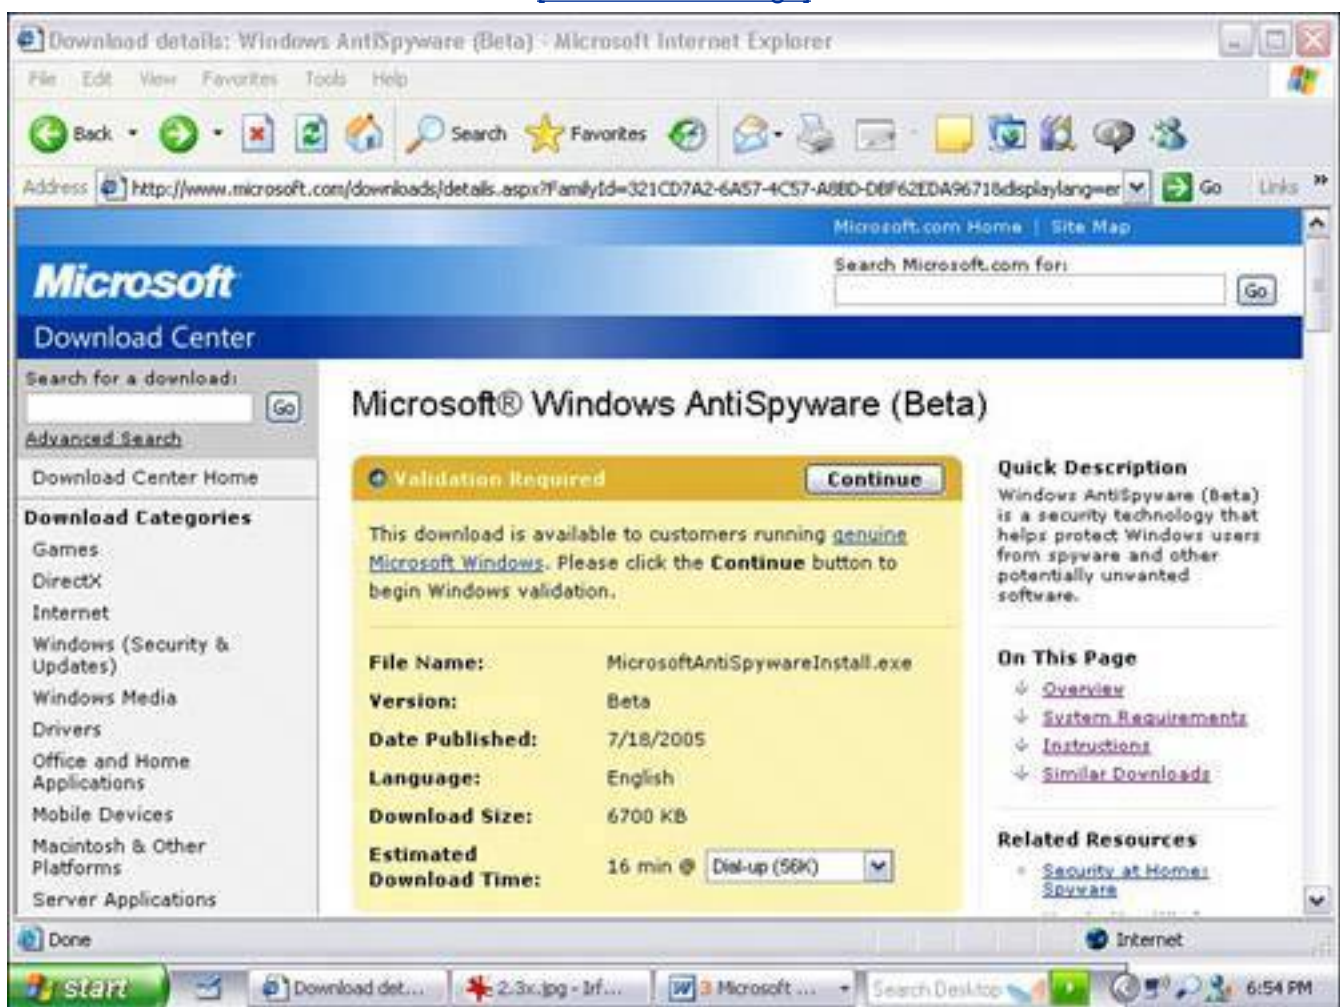 Download details: Windows AntiSpyware (Beta) - Microsoft Internet Explorer
File Edit View Favorites Tools Help
Back Search Favorites
Address http://www.microsoft.com/downloads/details.aspx?FamilyId=321CD7A2-6A57-4C57-A8BD-DBF62EDA9671&displaylang=er Go Links »
Microsoft.com Home | Site Map
Microsoft
Search Microsoft.com for:
Go
Download Center
Search for a download:
Go
Advanced Search
Download Center Home
Download Categories
Games
DirectX
Internet
Windows (Security &
Updates)
Windows Media
Drivers
Office and Home
Applications
Mobile Devices
Macintosh & Other
Platforms
Server Applications
Microsoft® Windows AntiSpyware (Beta)
Validation Required Continue
This download is available to customers running genuine
Microsoft Windows. Please click the Continue button to
begin Windows validation.
File Name: MicrosoftAntiSpywareInstall.exe
Version: Beta
Date Published: 7/18/2005
Language: English
Download Size: 6700 KB
Estimated
Download Time: 16 min @ Dial-up (56K)
Quick Description
Windows AntiSpyware (Beta)
is a security technology that
helps protect Windows users
from spyware and other
potentially unwanted
software.
On This Page
Overview
System Requirements
Instructions
Similar Downloads
Related Resources
Security at Home:
Spyware
Done Internet
start Download det... 2.3x.jpg - Irf... 3 Microsoft ... Search Desktop 6:54 PM